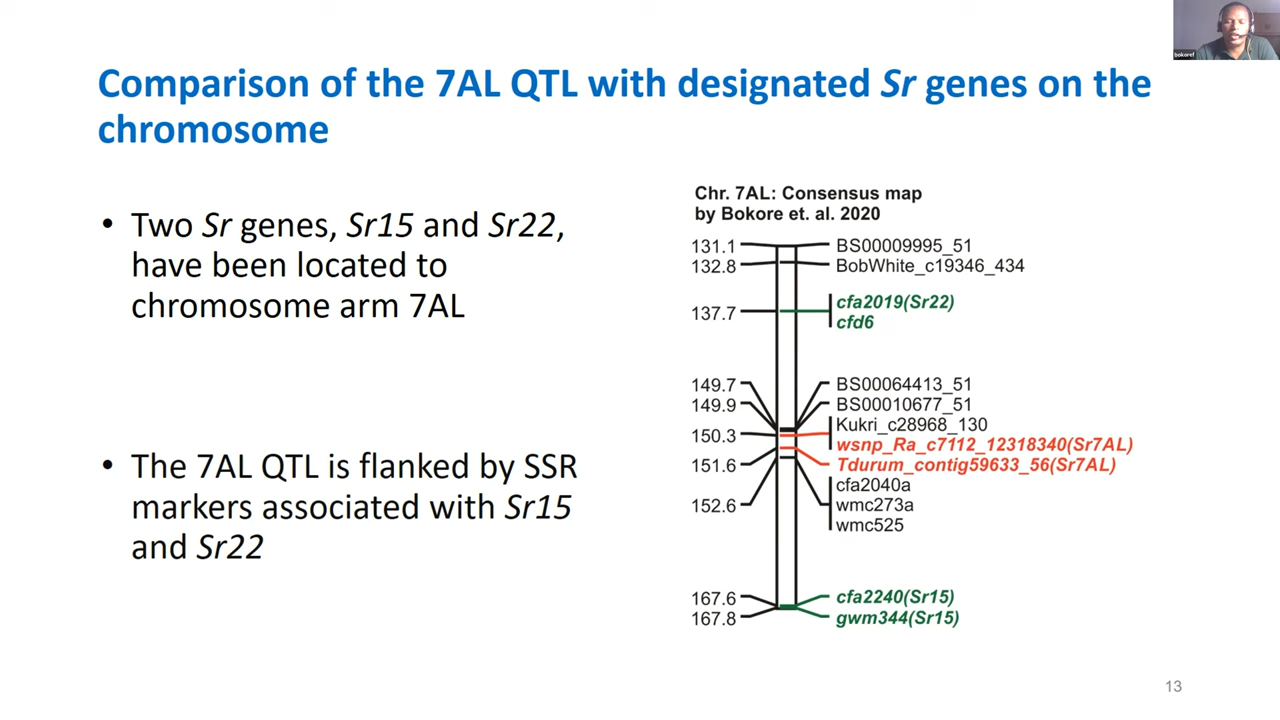 bokoref
Comparison of the 7AL QTL with designated Sr genes on the
chromosome
• Two Sr genes, Sr15 and Sr22,
have been located to
chromosome arm 7AL
• The 7AL QTL is flanked by SSR
markers associated with Sr15
and Sr22
Chr. 7AL: Consensus map
by Bokore et. al. 2020
131.1 BS00009995_51
132.8 BobWhite_c19346_434
137.7 cfa2019(Sr22)
cfd6
149.7 BS00064413_51
149.9 BS00010677_51
Kukri_c28968_130
150.3 wsnp_Ra_c7112_12318340(Sr7AL)
151.6 Tdurum_contig59633_56(Sr7AL)
cfa2040a
152.6 wmc273a
wmc525
167.6 cfa2240(Sr15)
167.8 gwm344(Sr15)
13